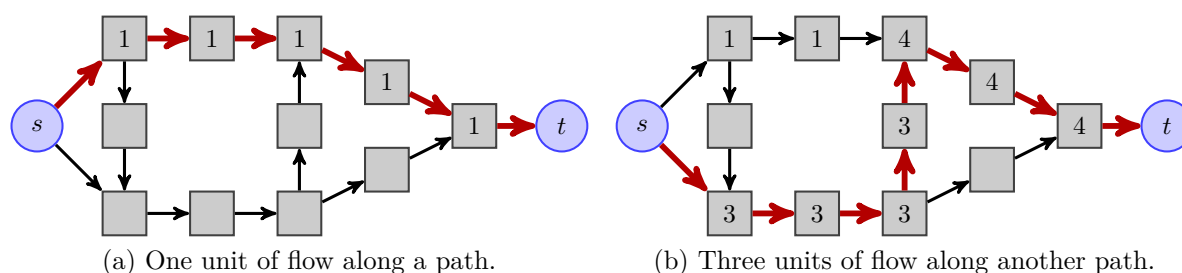 1 1 1
1
s 1 t
(a) One unit of flow along a path.
1 1 4
4
s 3 4 t
3 3 3
(b) Three units of flow along another path.